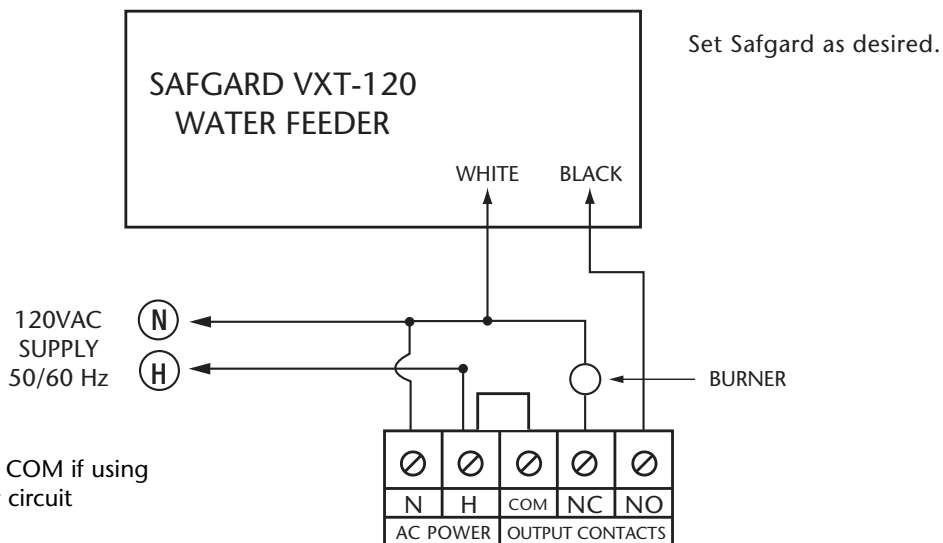 Set Safgard as desired.
SAFGARD VXT-120
WATER FEEDER
WHITE BLACK
120VAC
SUPPLY
50/60 Hz
N
H
BURNER
COM if using
circuit
N H COM NC NO
AC POWER OUTPUT CONTACTS